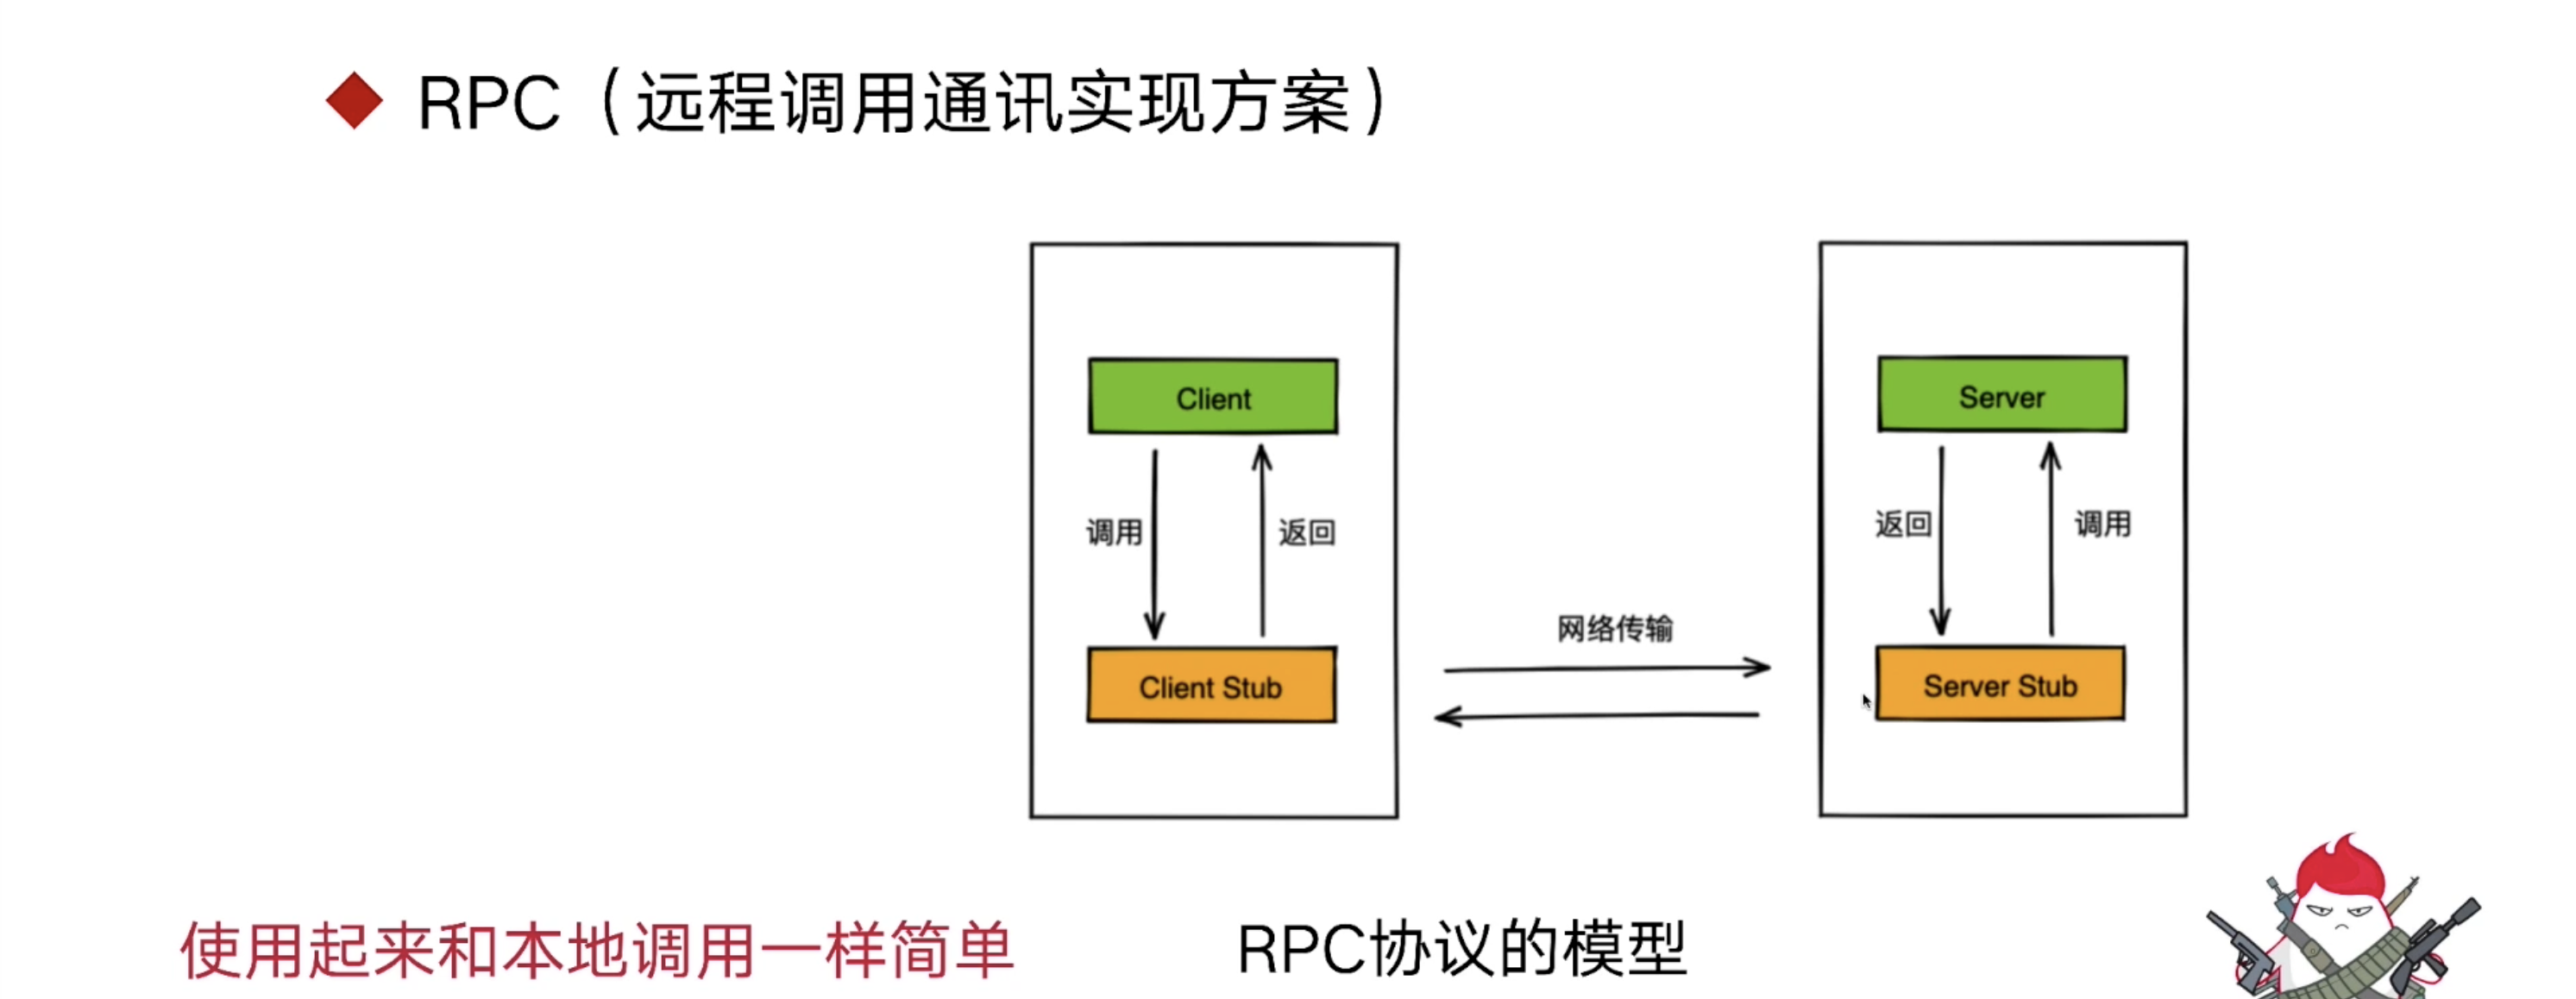 RPC（远程调用通讯实现方案）
Client
Server
调用
返回
返回
调用
网络传输
Client Stub
Server Stub
使用起来和本地调用一样简单
RPC协议的模型